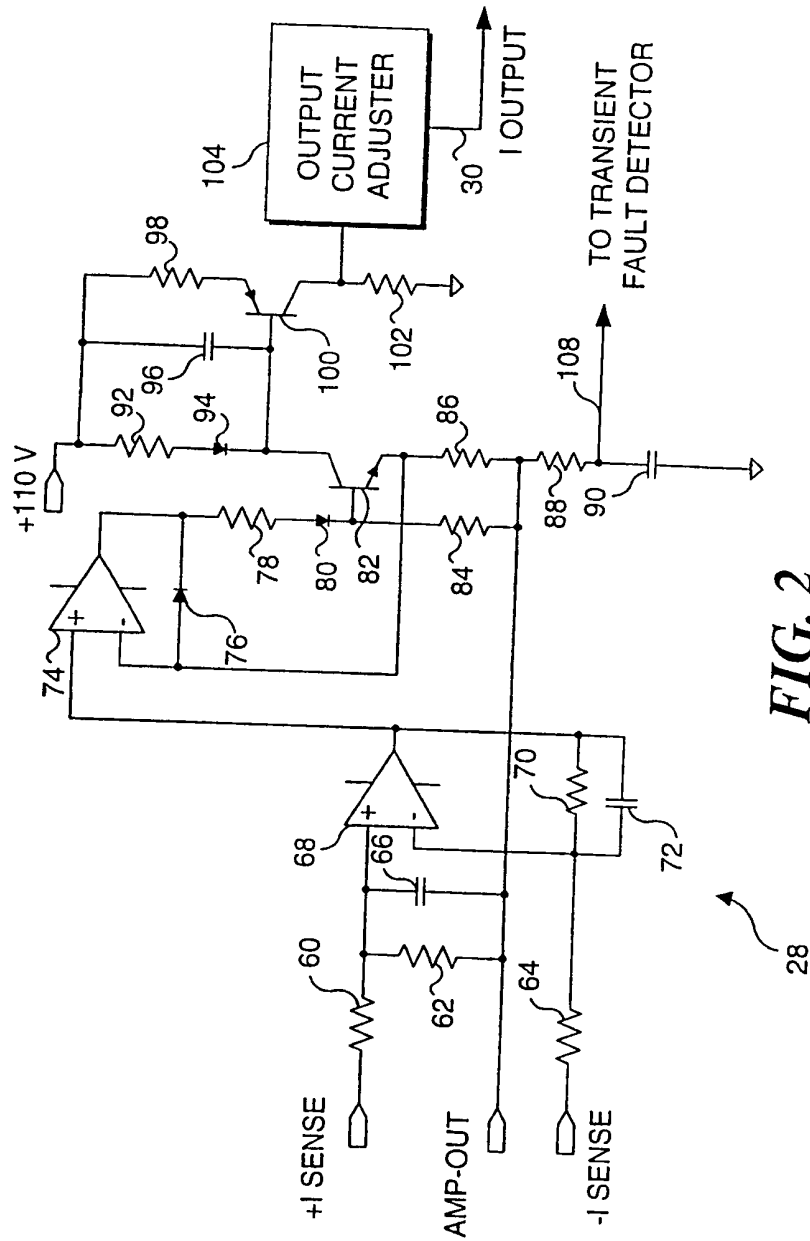 +110 V
92
94
96
98
100
102
104
OUTPUT
CURRENT
ADJUSTER
30
I OUTPUT
74
+
-
76
78
80
82
84
86
88
90
108
TO TRANSIENT
FAULT DETECTOR
+I SENSE
60
62
66
68
+
-
AMP-OUT
-I SENSE
64
70
72
28
FIG. 2